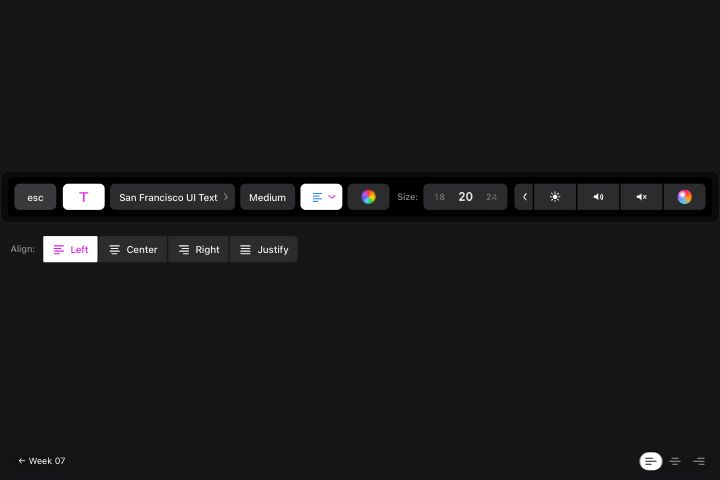 esc T San Francisco UI Text Medium Size: 18 20 24
Align: Left Center Right Justify
← Week 07